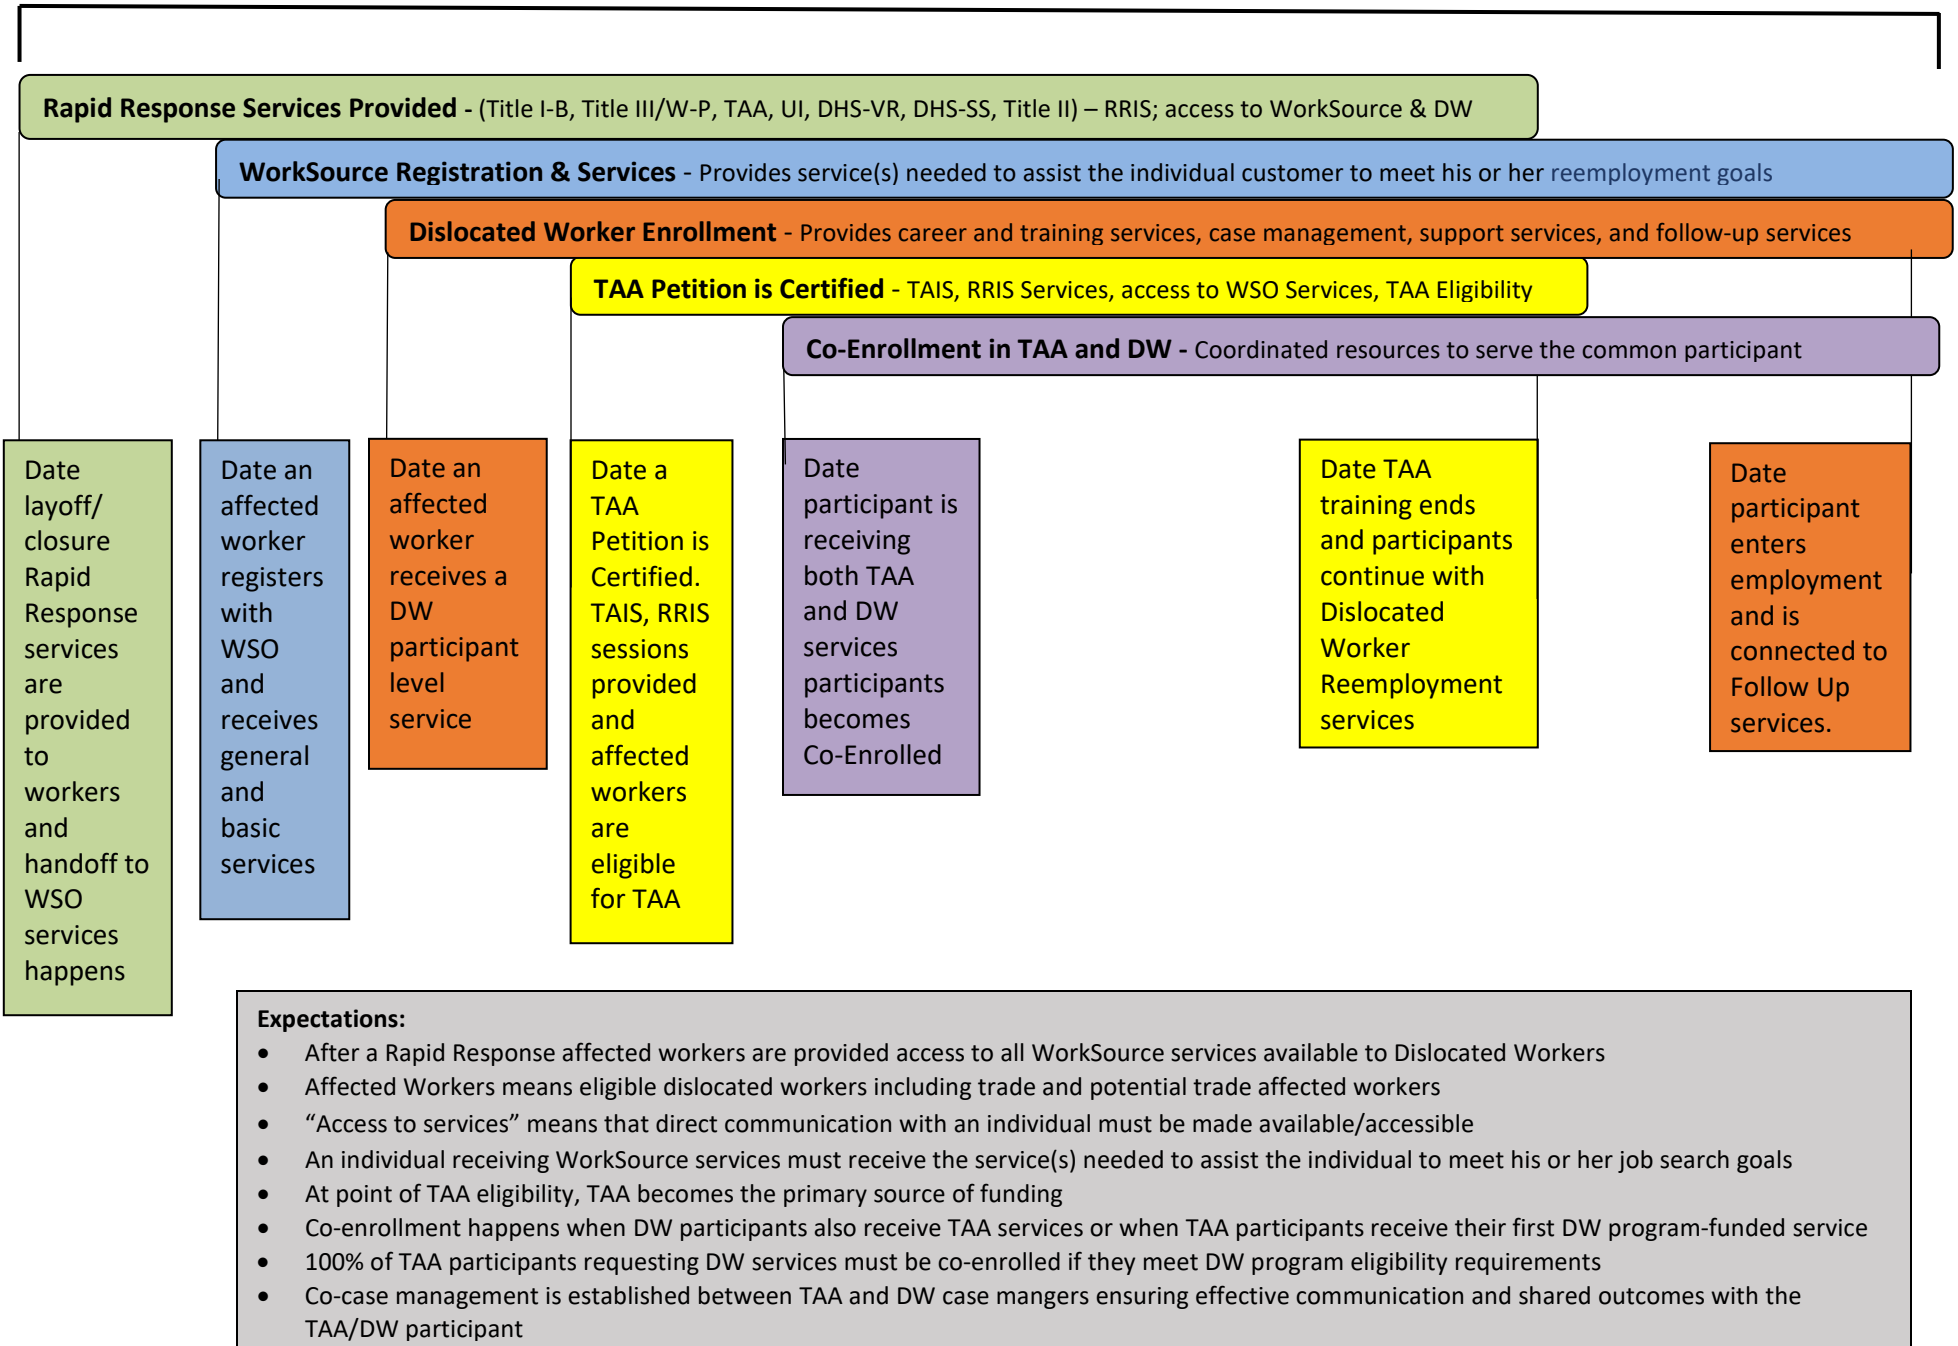 Rapid Response Services Provided - (Title I-B, Title III/W-P, TAA, UI, DHS-VR, DHS-SS, Title II) – RRIS; access to WorkSource & DW
WorkSource Registration & Services - Provides service(s) needed to assist the individual customer to meet his or her reemployment goals
Dislocated Worker Enrollment - Provides career and training services, case management, support services, and follow-up services
TAA Petition is Certified - TAIS, RRIS Services, access to WSO Services, TAA Eligibility
Co-Enrollment in TAA and DW - Coordinated resources to serve the common participant
Date
layoff/
closure
Rapid
Response
services
are
provided
to
workers
and
handoff to
WSO
services
happens
Date an
affected
worker
registers
with
WSO
and
receives
general
and
basic
services
Date an
affected
worker
receives a
DW
participant
level
service
Date a
TAA
Petition is
Certified.
TAIS, RRIS
sessions
provided
and
affected
workers
are
eligible
for TAA
Date
participant is
receiving
both TAA
and DW
services
participants
becomes
Co-Enrolled
Date TAA
training ends
and participants
continue with
Dislocated
Worker
Reemployment
services
Date
participant
enters
employment
and is
connected to
Follow Up
services.
Expectations:
• After a Rapid Response affected workers are provided access to all WorkSource services available to Dislocated Workers
• Affected Workers means eligible dislocated workers including trade and potential trade affected workers
• “Access to services” means that direct communication with an individual must be made available/accessible
• An individual receiving WorkSource services must receive the service(s) needed to assist the individual to meet his or her job search goals
• At point of TAA eligibility, TAA becomes the primary source of funding
• Co-enrollment happens when DW participants also receive TAA services or when TAA participants receive their first DW program-funded service
• 100% of TAA participants requesting DW services must be co-enrolled if they meet DW program eligibility requirements
• Co-case management is established between TAA and DW case mangers ensuring effective communication and shared outcomes with the
TAA/DW participant